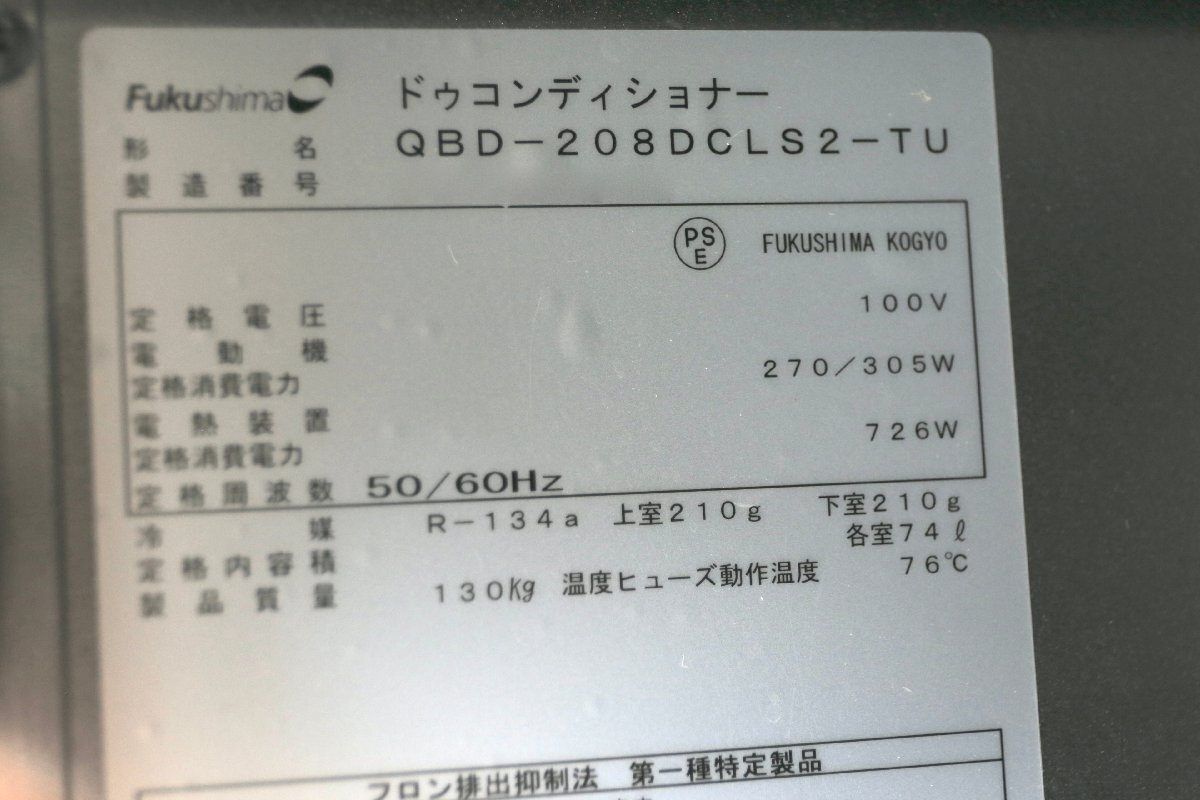 Fukushima ドゥコンディショナー
形名 QBD-208DCLS2-TU
製造番号
PSE FUKUSHIMA KOGYO
定格電圧 100V
電動機
定格消費電力 270/305W
電熱装置
定格消費電力 726W
定格周波数 50/60Hz
冷媒 R-134a 上室210g 下室210g
定格内容積 各室74ℓ
製品質量 130kg 温度ヒューズ動作温度 76℃
フロン排出抑制法 第一種特定製品